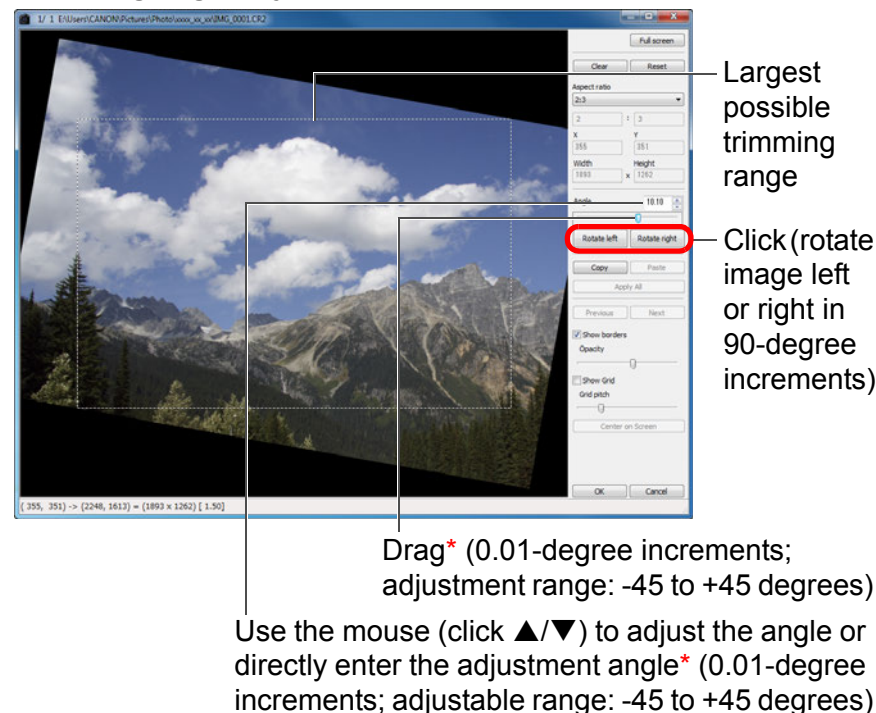 1/ 1 E:\Users\CANON\Pictures\Photo\xxxx_xx_xx\IMG_0001.CR2
Full screen
Clear Reset
Aspect ratio
2:3
2 : 3
X Y
355 351
Width Height
1893 x 1262
Angle 10.10
Rotate left Rotate right
Copy Paste
Apply All
Previous Next
Show borders
Opacity
Show Grid
Grid pitch
Center on Screen
OK Cancel
( 355, 351) -> (2248, 1613) = (1893 x 1262) [ 1.50]
Largest
possible
trimming
range
Click (rotate
image left
or right in
90-degree
increments)
Drag* (0.01-degree increments;
adjustment range: -45 to +45 degrees)
Use the mouse (click ▲/▼) to adjust the angle or
directly enter the adjustment angle* (0.01-degree
increments; adjustable range: -45 to +45 degrees)